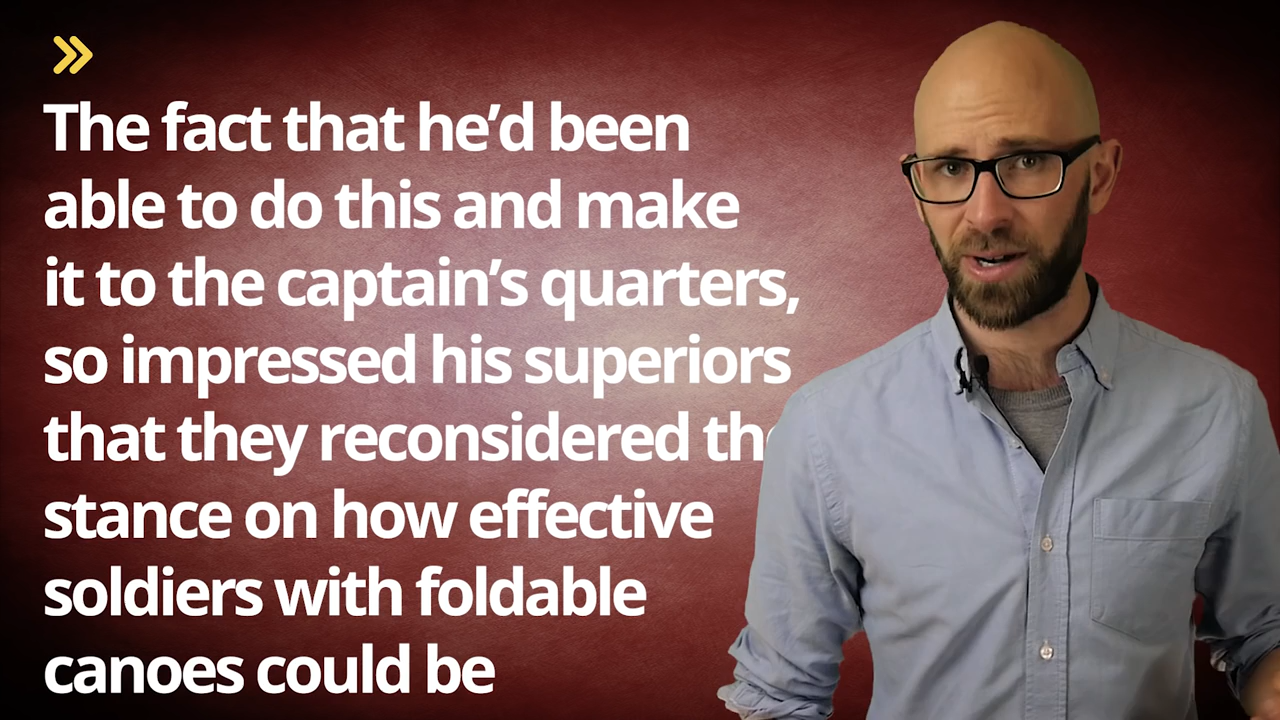 The fact that he’d been
able to do this and make
it to the captain’s quarters,
so impressed his superiors
that they reconsidered
stance on how effective
soldiers with foldable
canoes could be